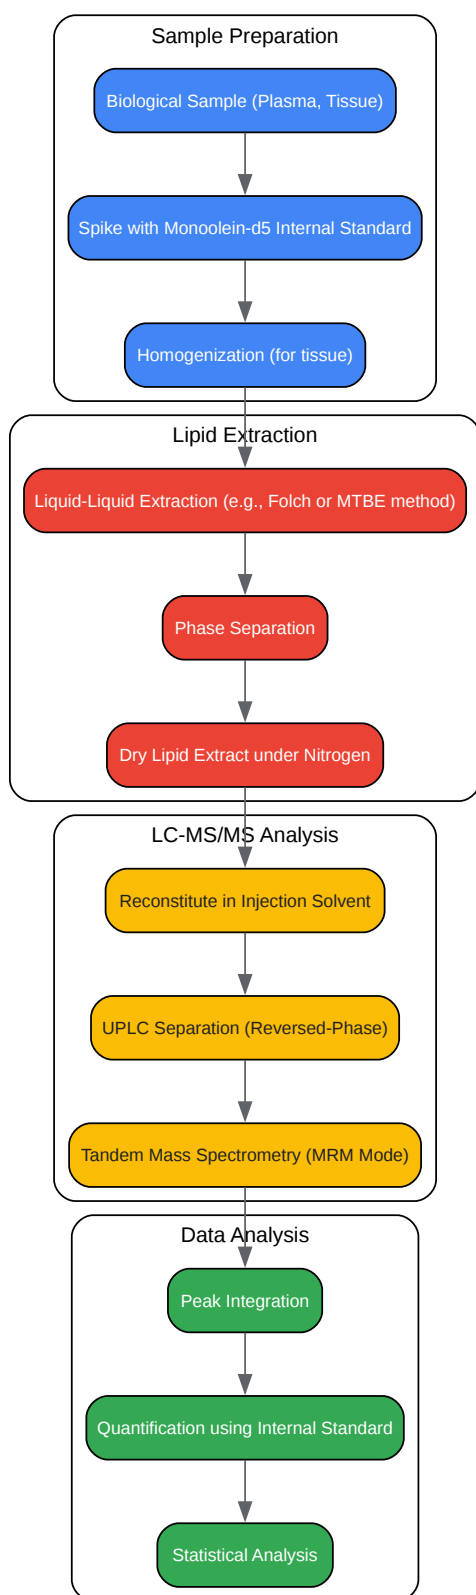 Sample Preparation
Biological Sample (Plasma, Tissue)
Spike with Monoolein-d5 Internal Standard
Homogenization (for tissue)
Lipid Extraction
Liquid-Liquid Extraction (e.g., Folch or MTBE method)
Phase Separation
Dry Lipid Extract under Nitrogen
LC-MS/MS Analysis
Reconstitute in Injection Solvent
UPLC Separation (Reversed-Phase)
Tandem Mass Spectrometry (MRM Mode)
Data Analysis
Peak Integration
Quantification using Internal Standard
Statistical Analysis